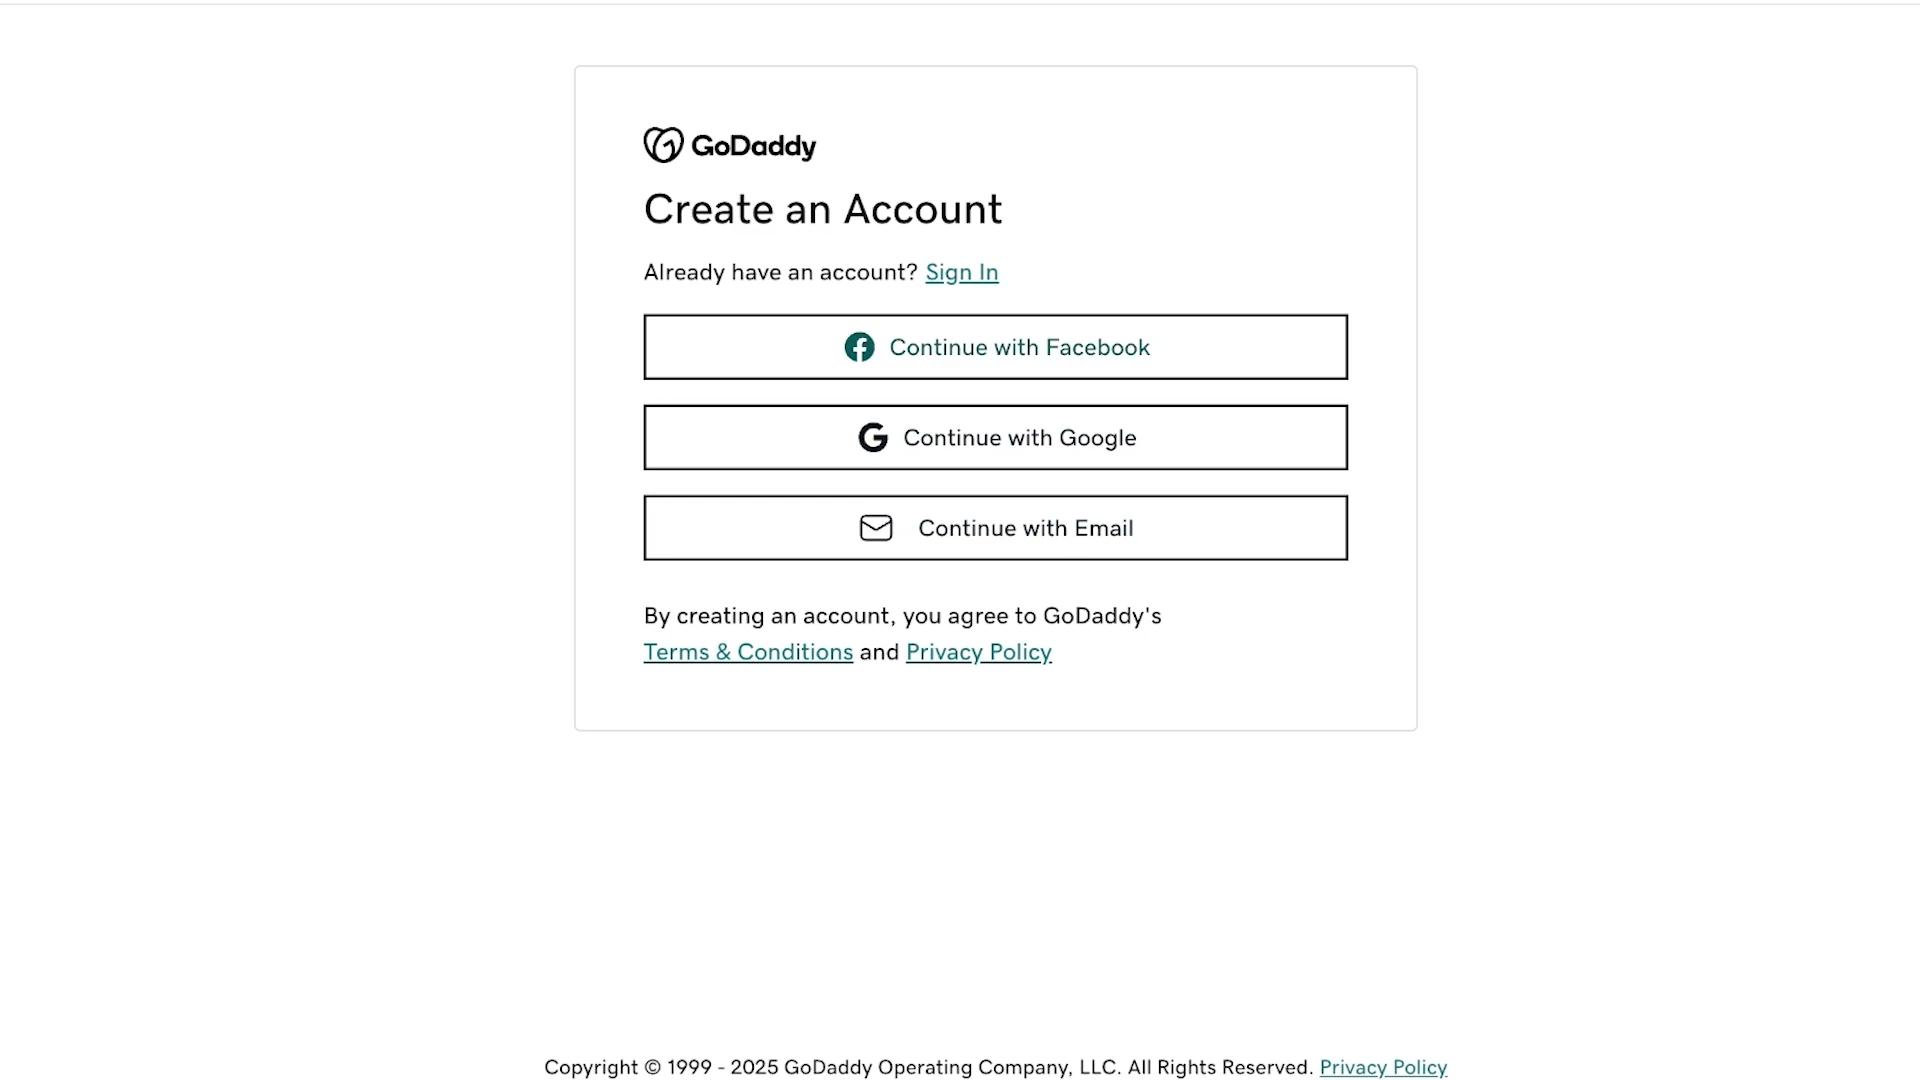 GoDaddy
Create an Account
Already have an account? Sign In
Continue with Facebook
Continue with Google
Continue with Email
By creating an account, you agree to GoDaddy's
Terms & Conditions and Privacy Policy
Copyright © 1999 - 2025 GoDaddy Operating Company, LLC. All Rights Reserved. Privacy Policy